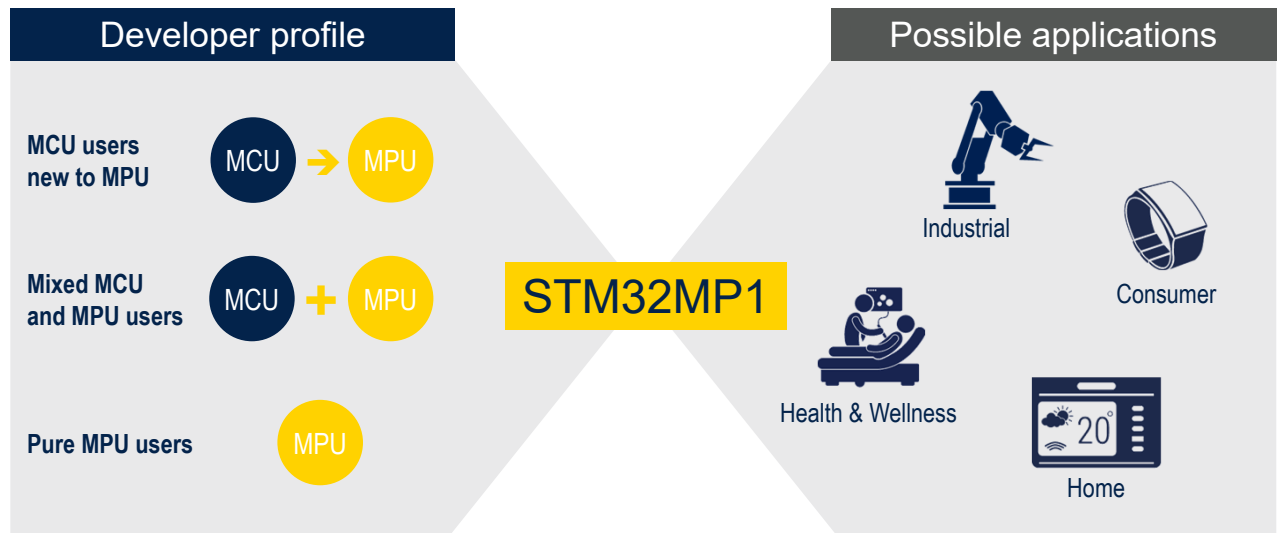 Developer profile
MCU users
new to MPU
MCU
MPU
Mixed MCU
and MPU users
MCU
MPU
Pure MPU users
MPU
STM32MP1
Possible applications
Industrial
Consumer
Health & Wellness
20°
Home